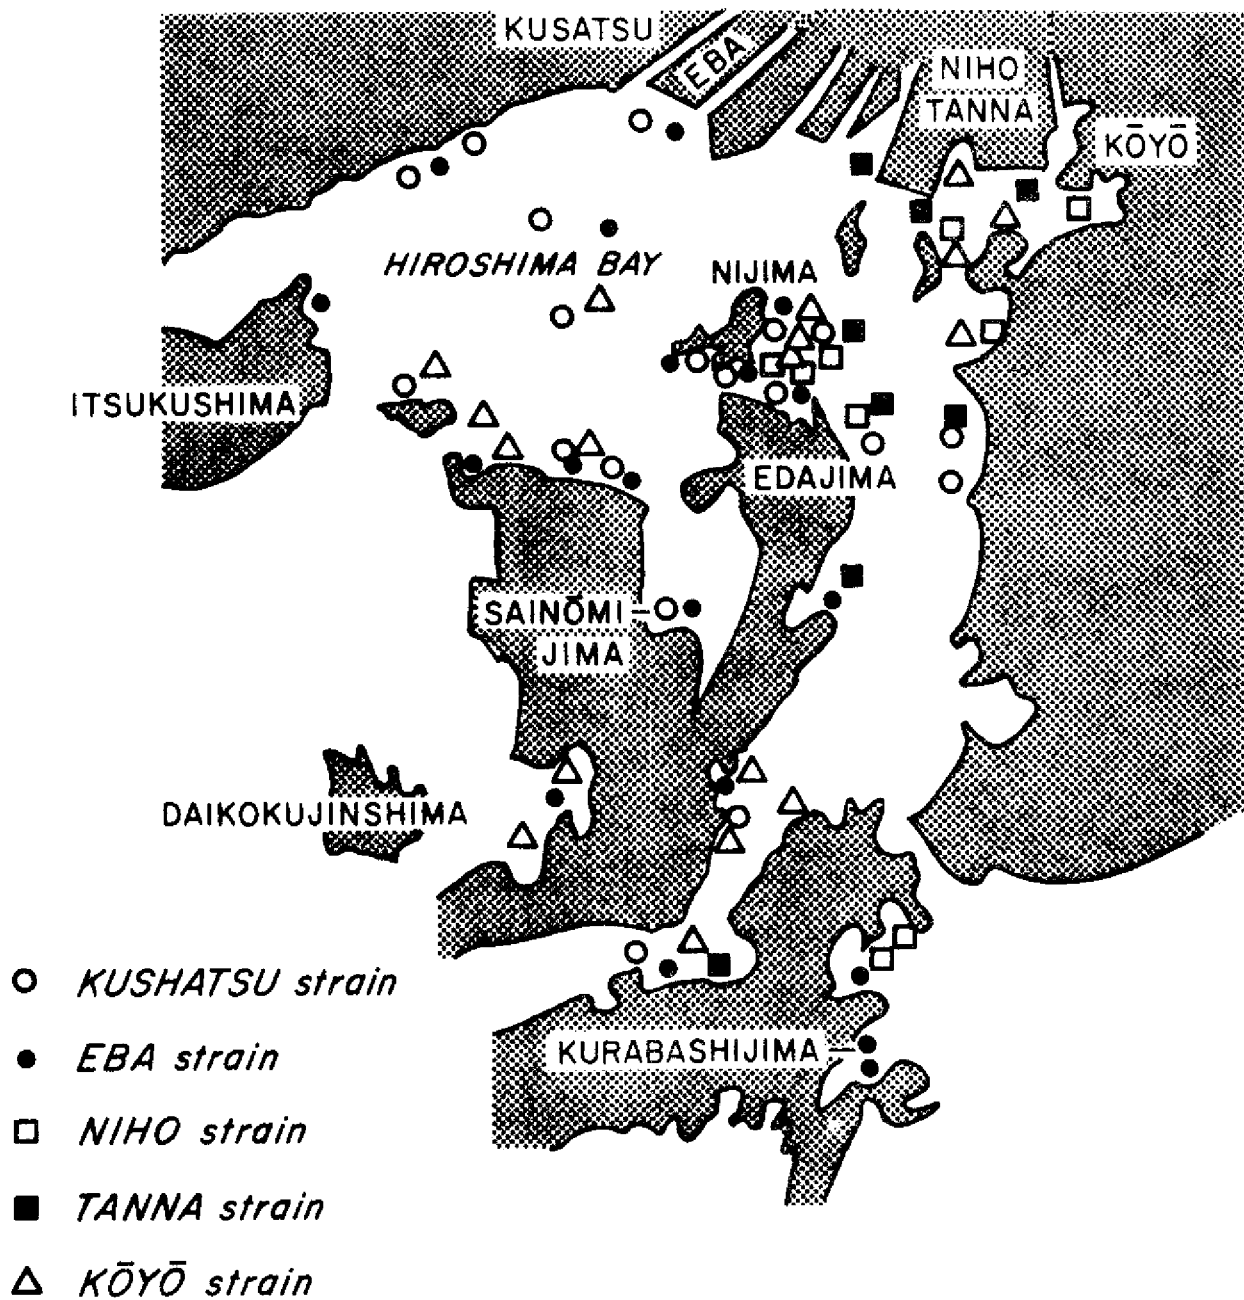 KUSATSU
EBA
NIHO
TANNA
KŌYŌ
HIROSHIMA BAY
NIJIMA
ITSUKUSHIMA
EDAJIMA
SAINŌMI
JIMA
DAIKOKUJINSHIMA
KURABASHIJIMA
KUSHATSU strain
EBA strain
NIHO strain
TANNA strain
KŌYŌ strain